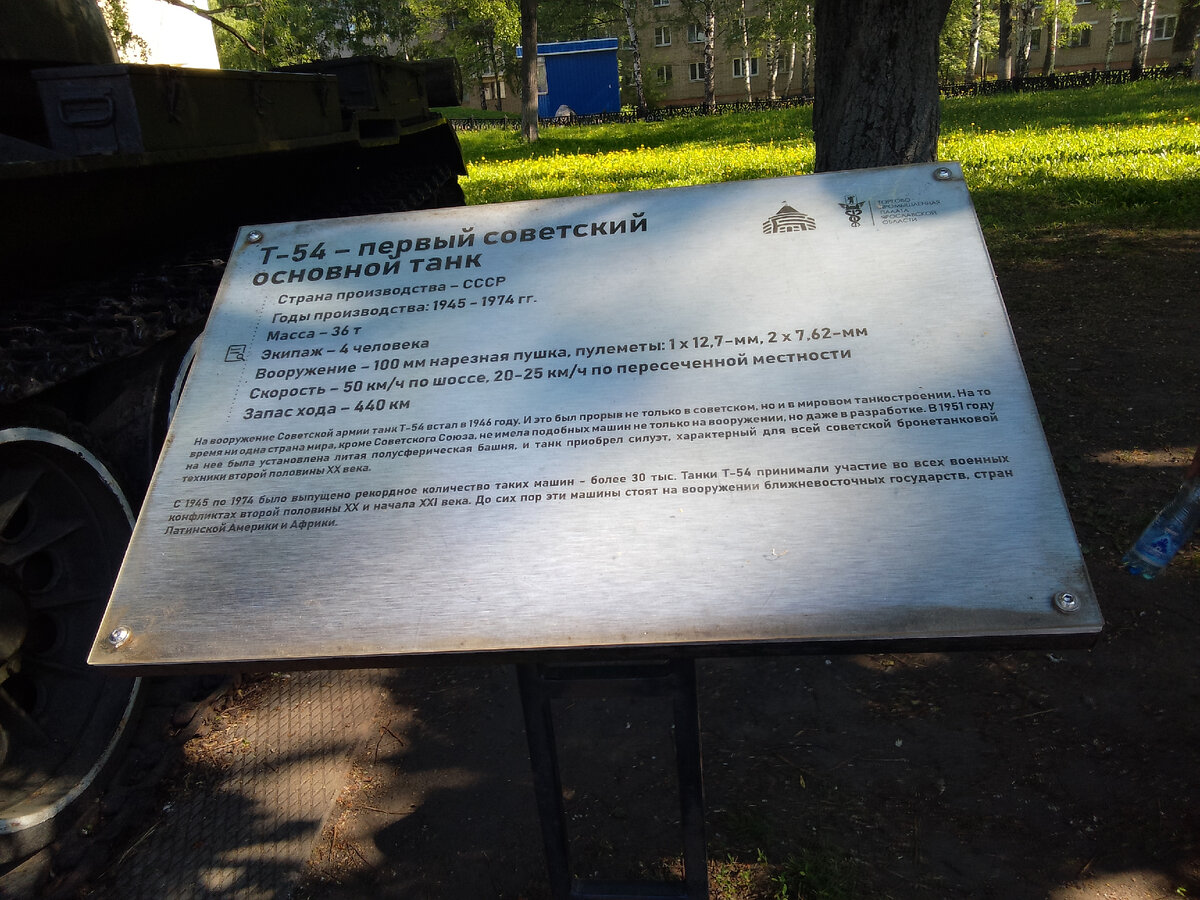 Т-54 – первый советский
основной танк
Страна производства – СССР
Годы производства: 1945 – 1974 гг.
Масса – 36 т
Экипаж – 4 человека
Вооружение – 100 мм нарезная пушка, пулеметы: 1 х 12,7-мм, 2 х 7,62-мм
Скорость – 50 км/ч по шоссе, 20-25 км/ч по пересеченной местности
Запас хода – 440 км
ТОРГОВО
ПРОМЫШЛЕННАЯ
ПАЛАТА
ЯРОСЛАВСКОЙ
ОБЛАСТИ
На вооружение Советской армии танк Т-54 встал в 1946 году. И это был прорыв не только в советском, но и в мировом танкостроении. На то
время ни одна страна мира, кроме Советского Союза, не имела подобных машин не только на вооружении, но даже в разработке. В 1951 году
на нее была установлена литая полусферическая башня, и танк приобрел силуэт, характерный для всей советской бронетанковой
техники второй половины XX века.
С 1945 по 1974 было выпущено рекордное количество таких машин – более 30 тыс. Танки Т-54 принимали участие во всех военных
конфликтах второй половины XX и начала XXI века. До сих пор эти машины стоят на вооружении ближневосточных государств, стран
Латинской Америки и Африки.